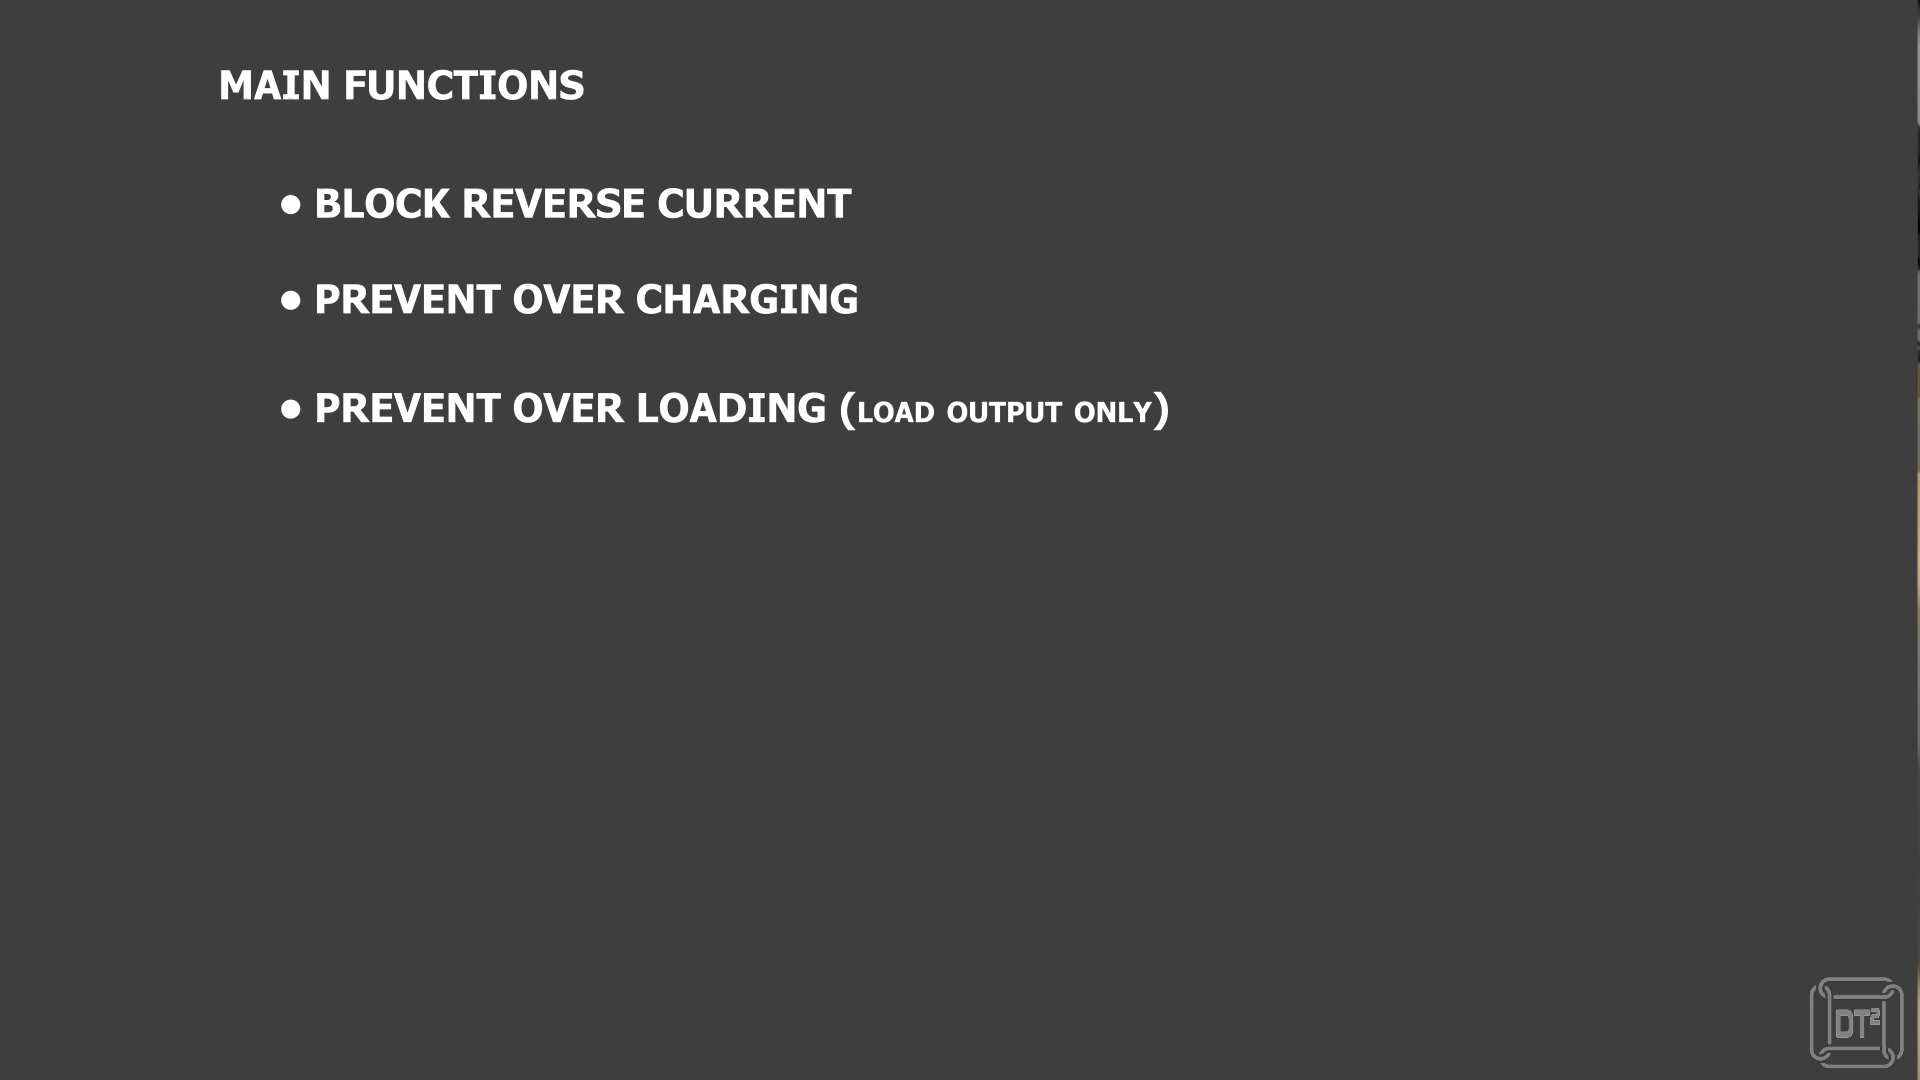 MAIN FUNCTIONS
● BLOCK REVERSE CURRENT
● PREVENT OVER CHARGING
● PREVENT OVER LOADING (LOAD OUTPUT ONLY)
DT²